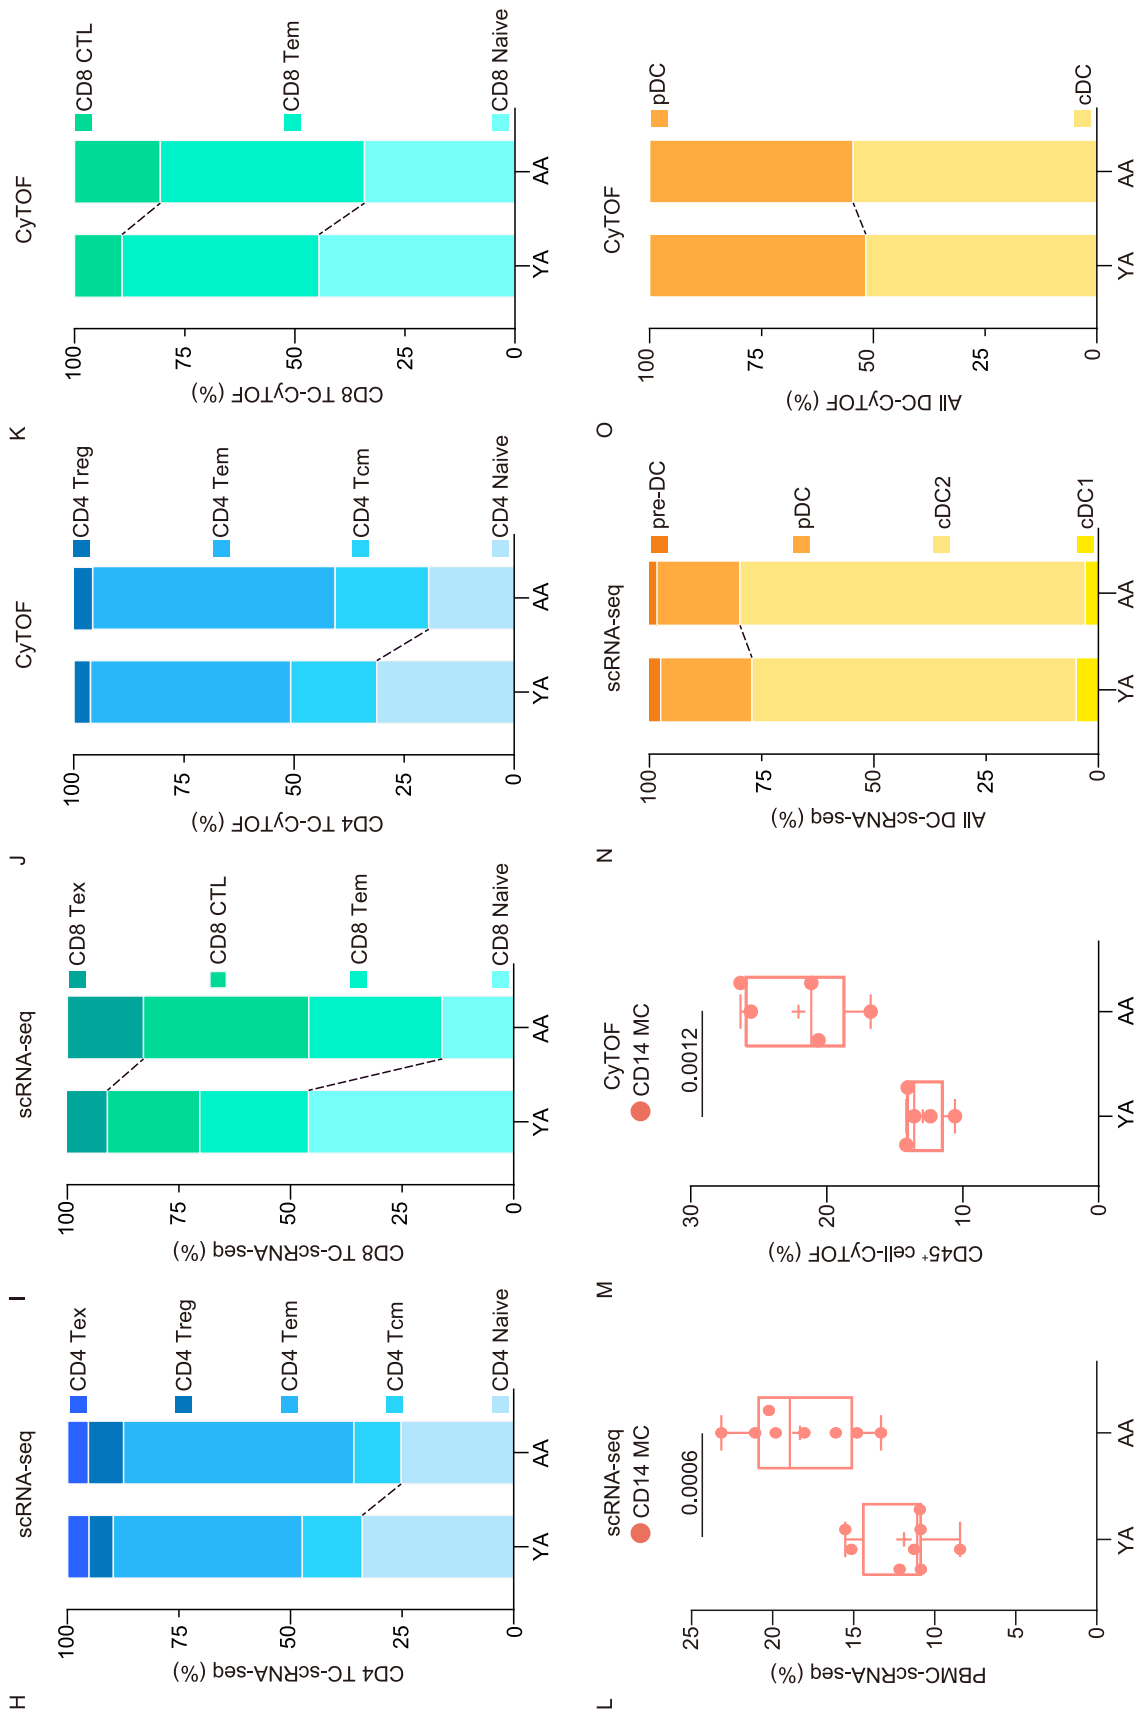 H
scRNA-seq
CD4 TC-scRNA-seq (%)
100
75
50
25
0
YA
AA
CD4 Tex
CD4 Treg
CD4 Tem
CD4 Tcm
CD4 Naive
I
scRNA-seq
CD8 TC-scRNA-seq (%)
100
75
50
25
0
YA
AA
CD8 Tex
CD8 CTL
CD8 Tem
CD8 Naive
J
CyTOF
CD4 TC-CyTOF (%)
100
75
50
25
0
YA
AA
CD4 Treg
CD4 Tem
CD4 Tcm
CD4 Naive
K
CyTOF
CD8 TC-CyTOF (%)
100
75
50
25
0
YA
AA
CD8 CTL
CD8 Tem
CD8 Naive
L
scRNA-seq
CD14 MC
0.0006
PBMC-scRNA-seq (%)
25
20
15
10
5
0
YA
AA
M
CyTOF
CD14 MC
0.0012
CD45⁺ cell-CyTOF (%)
30
20
10
0
YA
AA
N
scRNA-seq
All DC-scRNA-seq (%)
100
75
50
25
0
YA
AA
pre-DC
pDC
cDC2
cDC1
O
CyTOF
All DC-CyTOF (%)
100
75
50
25
0
YA
AA
pDC
cDC